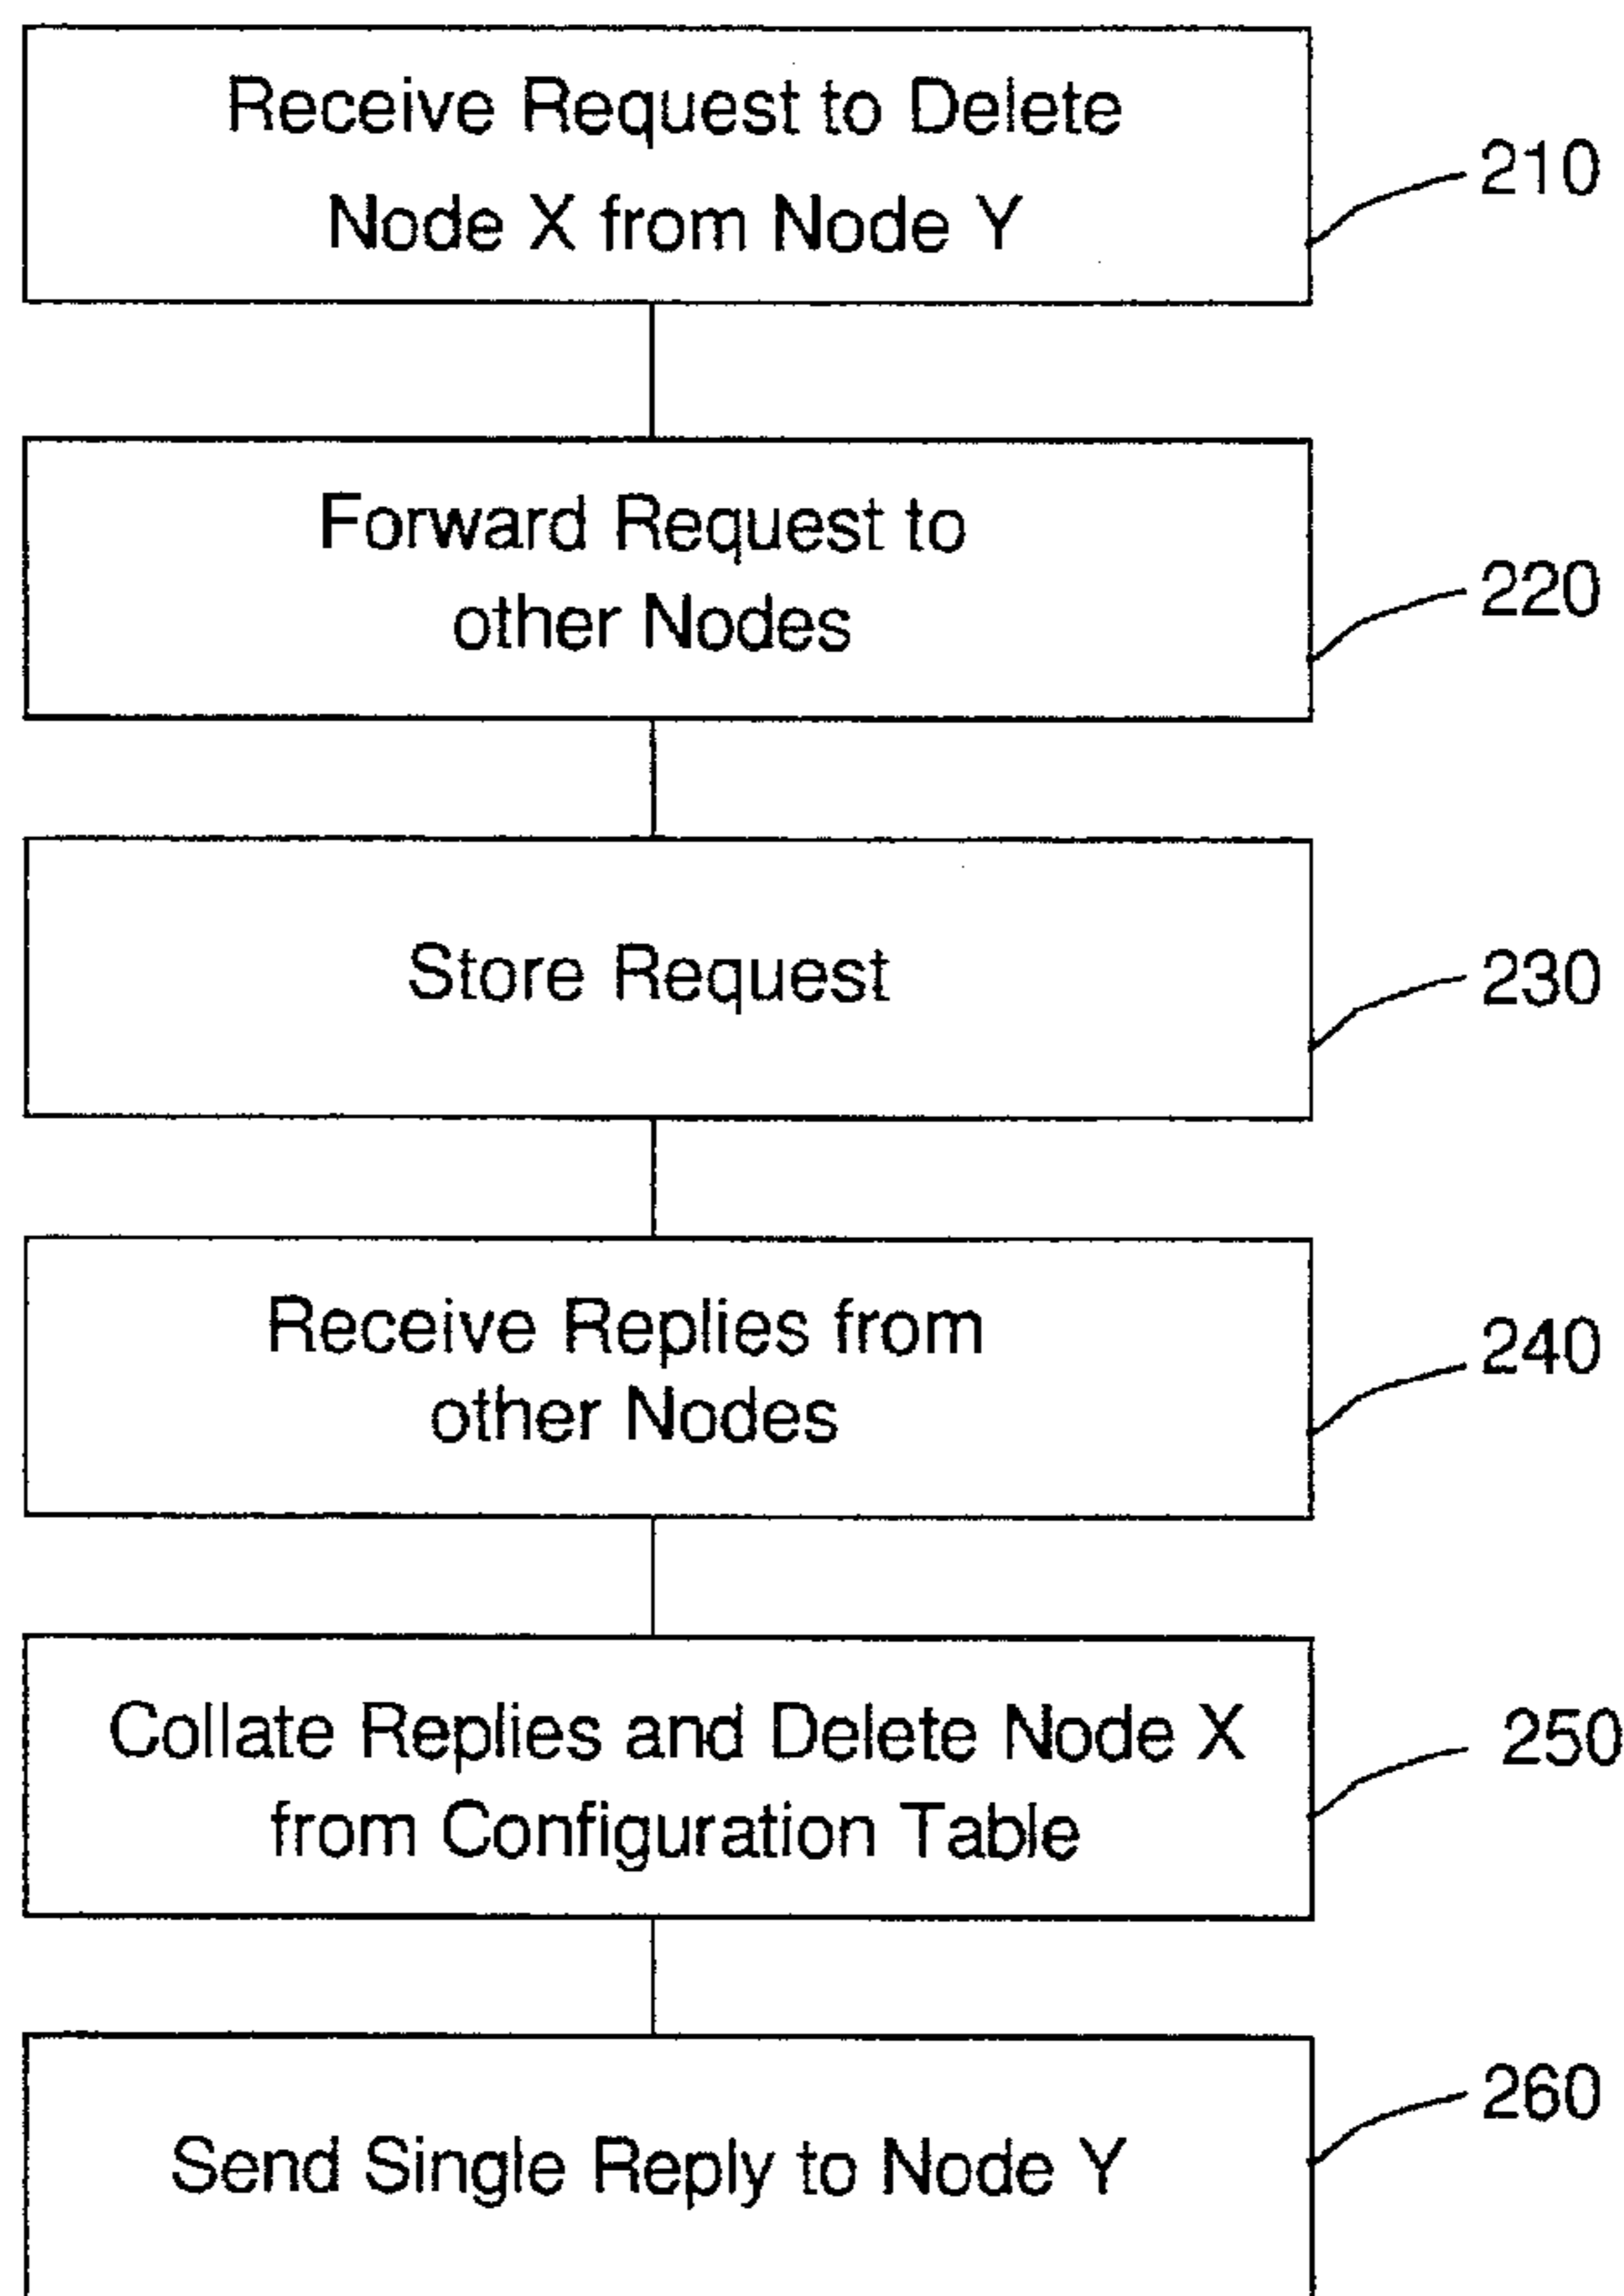 Receive Request to Delete
Node X from Node Y
210
Forward Request to
other Nodes
220
Store Request
230
Receive Replies from
other Nodes
240
Collate Replies and Delete Node X
from Configuration Table
250
Send Single Reply to Node Y
260